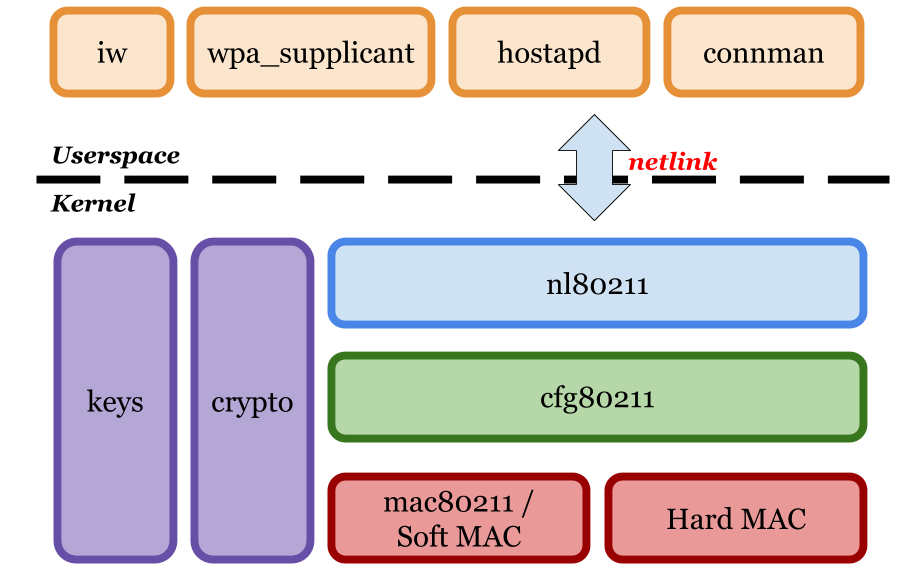 iw
wpa_supplicant
hostapd
connman
Userspace
netlink
Kernel
keys
crypto
nl80211
cfg80211
mac80211 /
Soft MAC
Hard MAC